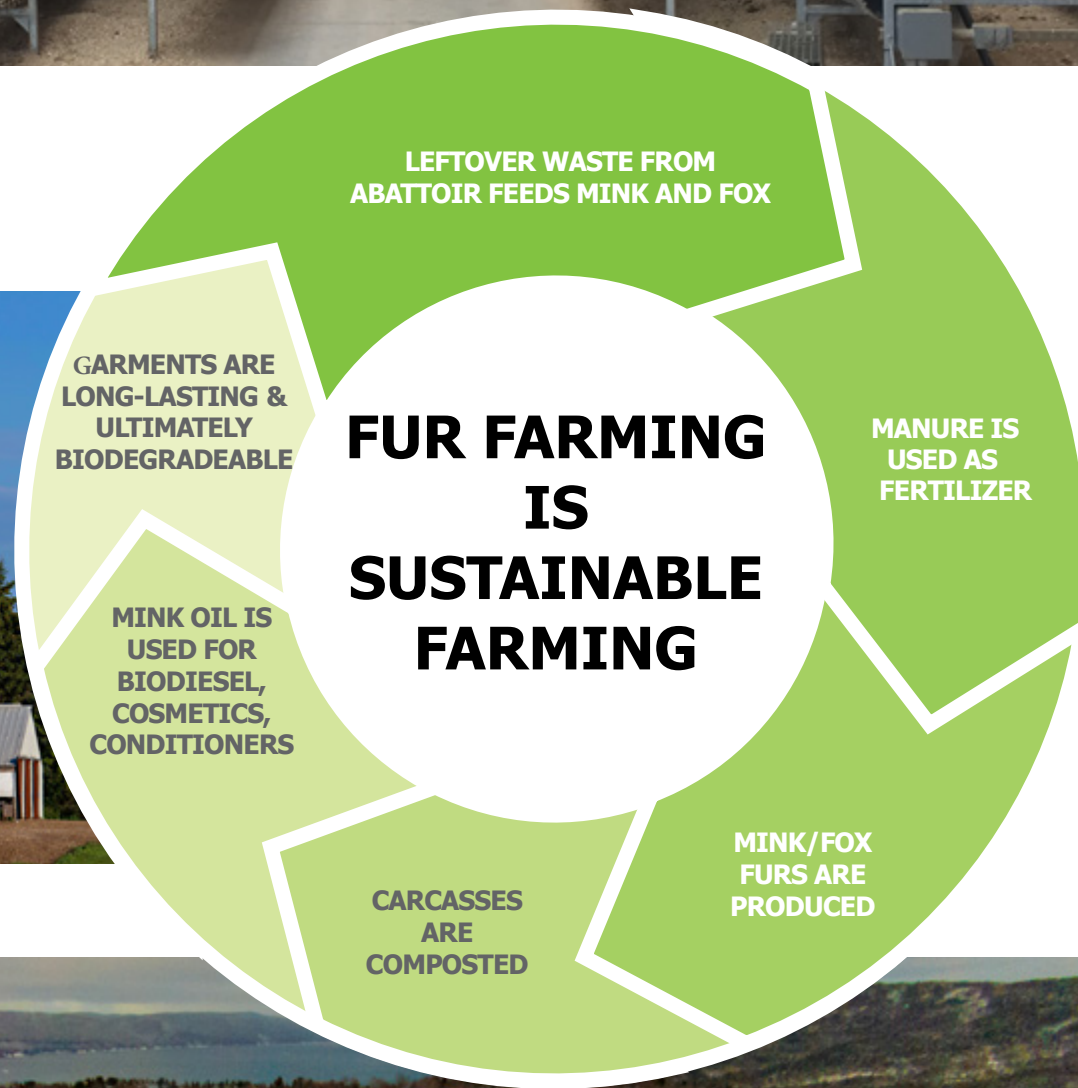 LEFTOVER WASTE FROM
ABATTOIR FEEDS MINK AND FOX
MANURE IS
USED AS
FERTILIZER
MINK/FOX
FURS ARE
PRODUCED
CARCASSES
ARE
COMPOSTED
MINK OIL IS
USED FOR
BIODIESEL,
COSMETICS,
CONDITIONERS
GARMENTS ARE
LONG-LASTING &
ULTIMATELY
BIODEGRADEABLE
FUR FARMING
IS
SUSTAINABLE
FARMING